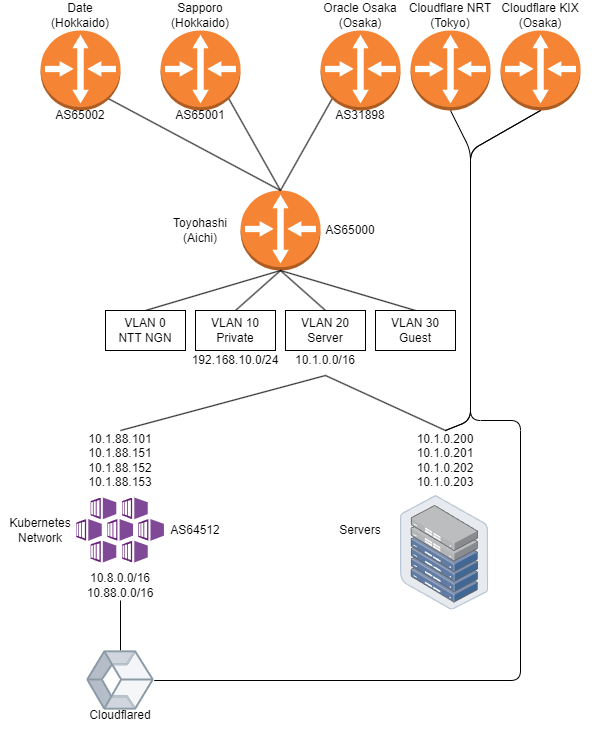 Date
(Hokkaido)
Sapporo
(Hokkaido)
Oracle Osaka
(Osaka)
Cloudflare NRT
(Tokyo)
Cloudflare KIX
(Osaka)
AS65002
AS65001
AS31898
Toyohashi
(Aichi)
AS65000
VLAN 0
NTT NGN
VLAN 10
Private
VLAN 20
Server
VLAN 30
Guest
192.168.10.0/24
10.1.0.0/16
10.1.88.101
10.1.88.151
10.1.88.152
10.1.88.153
10.1.0.200
10.1.0.201
10.1.0.202
10.1.0.203
Kubernetes
Network
AS64512
Servers
10.8.0.0/16
10.88.0.0/16
Cloudflared